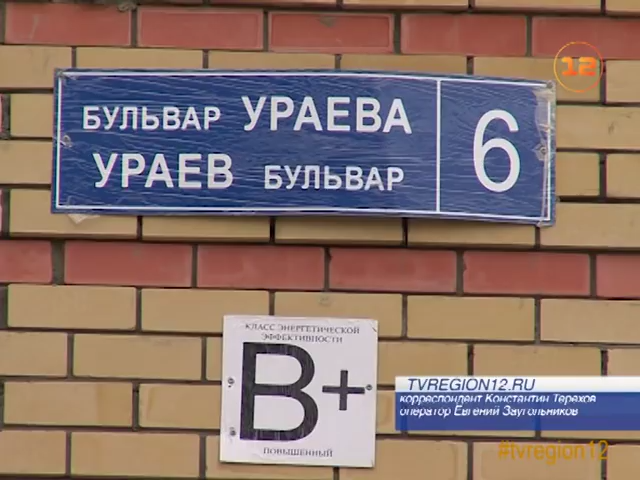 12
БУЛЬВАР УРАЕВА
УРАЕВ БУЛЬВАР
6
КЛАСС ЭНЕРГЕТИЧЕСКОЙ
ЭФФЕКТИВНОСТИ
B+
ПОВЫШЕННЫЙ
TVREGION12.RU
корреспондент Константин Терехов
оператор Евгений Заугольников
#tvregion12